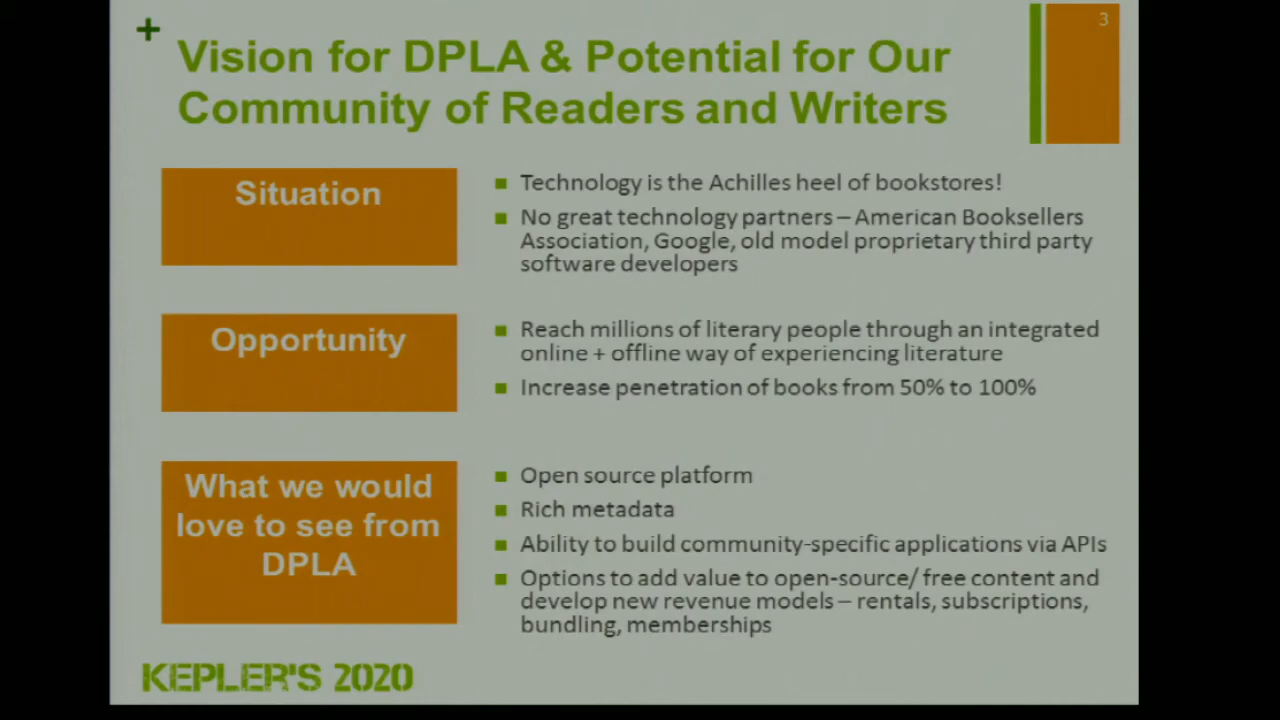 +
3
Vision for DPLA & Potential for Our
Community of Readers and Writers
Situation
Technology is the Achilles heel of bookstores!
No great technology partners – American Booksellers
Association, Google, old model proprietary third party
software developers
Opportunity
Reach millions of literary people through an integrated
online + offline way of experiencing literature
Increase penetration of books from 50% to 100%
What we would
love to see from
DPLA
Open source platform
Rich metadata
Ability to build community-specific applications via APIs
Options to add value to open-source/ free content and
develop new revenue models – rentals, subscriptions,
bundling, memberships
KEPLER'S 2020